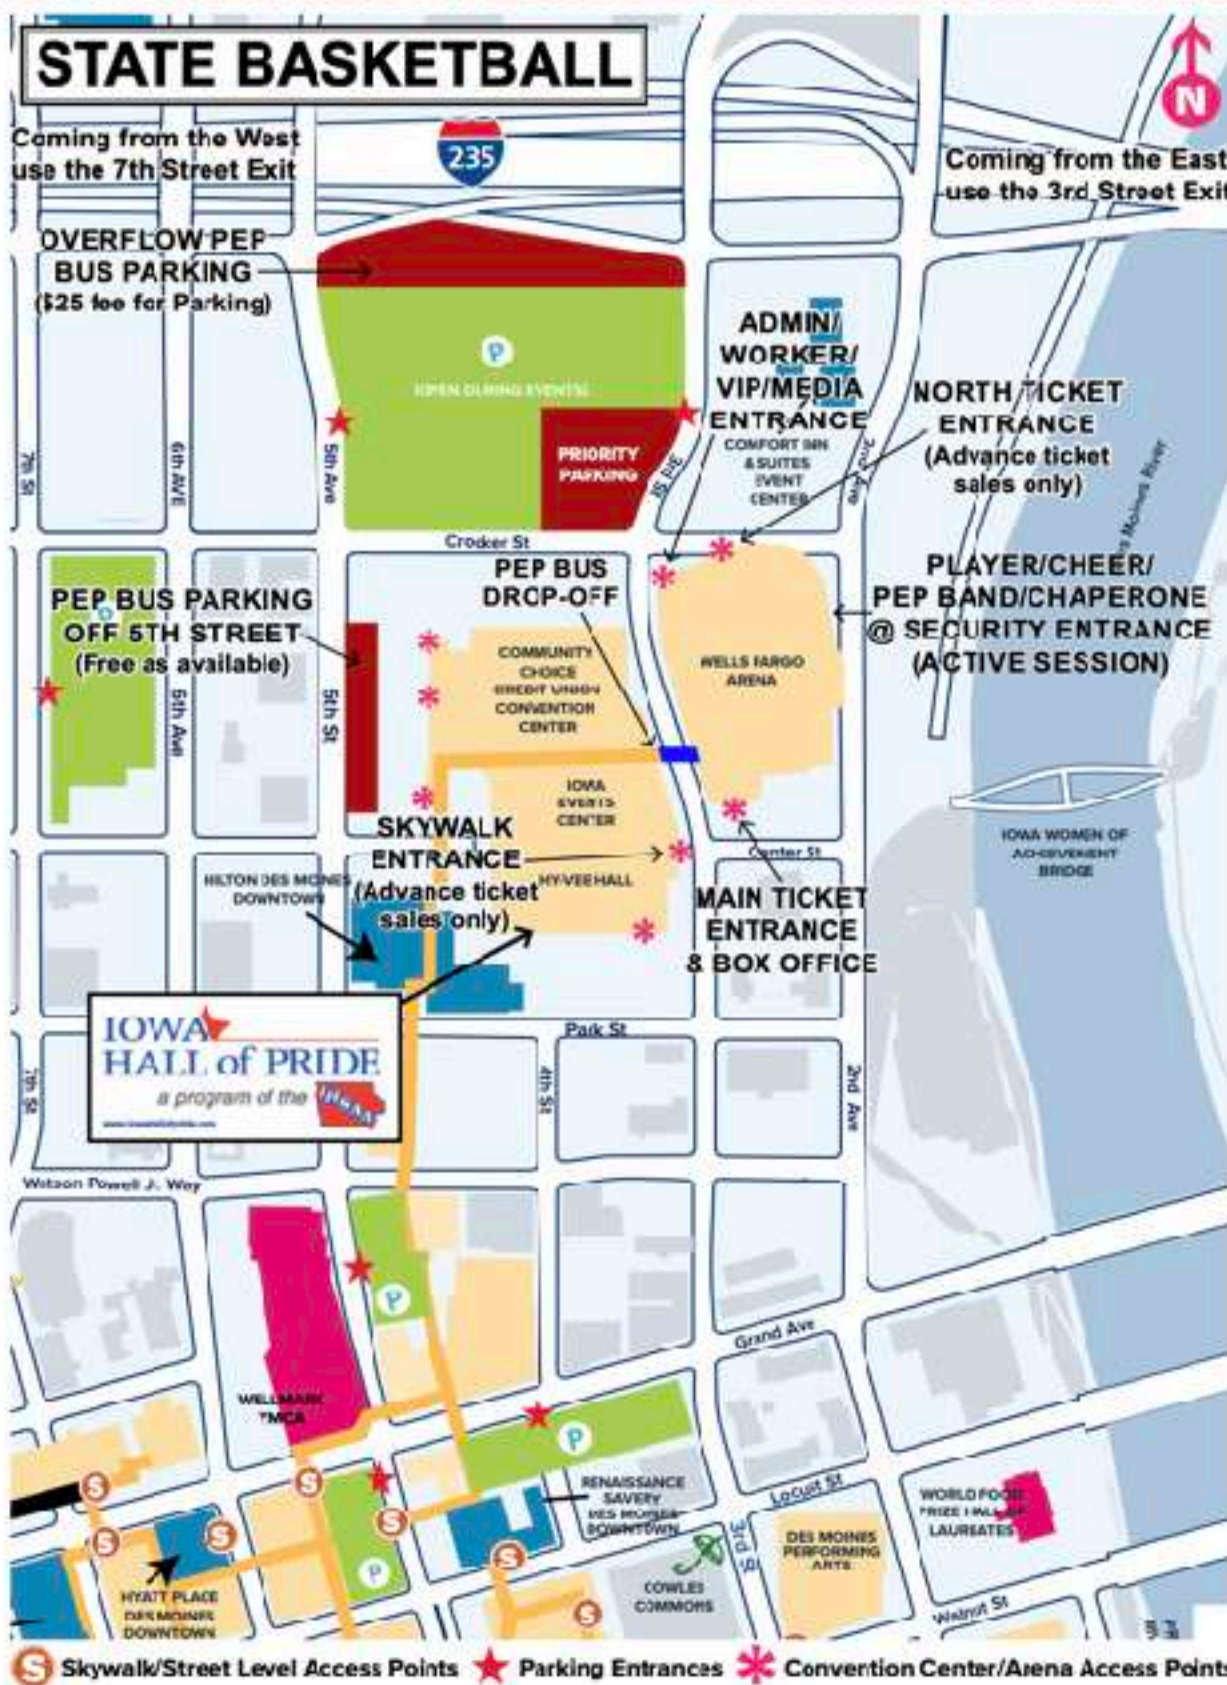 STATE BASKETBALL
N
Coming from the West
use the 7th Street Exit
235
Coming from the East
use the 3rd Street Exit
OVERFLOW PEP
BUS PARKING
($25 fee for Parking)
P
(OPEN DURING EVENTS)
PRIORITY
PARKING
ADMIN/
WORKER/
VIP/MEDIA
ENTRANCE
COMFORT INN
& SUITES
EVENT
CENTER
NORTH TICKET
ENTRANCE
(Advance ticket
sales only)
7th St
6th AVE
5th Ave
3rd St
2nd Ave
Moines River
Crocker St
PEP BUS PARKING
OFF 5TH STREET
(Free as available)
PEP BUS
DROP-OFF
PLAYER/CHEER/
PEP BAND/CHAPERONE
@ SECURITY ENTRANCE
(ACTIVE SESSION)
COMMUNITY
CHOICE
CREDIT UNION
CONVENTION
CENTER
WELLS FARGO
ARENA
5th Ave
5th St
IOWA
EVENTS
CENTER
SKYWALK
ENTRANCE
(Advance ticket
sales only)
HY-VEE HALL
HILTON DES MOINES
DOWNTOWN
Center St
MAIN TICKET
ENTRANCE
& BOX OFFICE
IOWA WOMEN OF
ACHIEVEMENT
BRIDGE
IOWA
HALL of PRIDE
a program of the
Park St
7th St
4th St
2nd Ave
Watson Powell Jr. Way
P
Grand Ave
WELLMARK
YMCA
P
RENAISSANCE
SAVERY
DES MOINES
DOWNTOWN
Locust St
WORLD FOOD
PRIZE HALL OF
LAUREATES
S
S
S
S
S
S
S
P
3rd St
DES MOINES
PERFORMING
ARTS
HYATT PLACE
DES MOINES
DOWNTOWN
COWLES
COMMONS
Walnut St
S Skywalk/Street Level Access Points
Parking Entrances
Convention Center/Arena Access Points